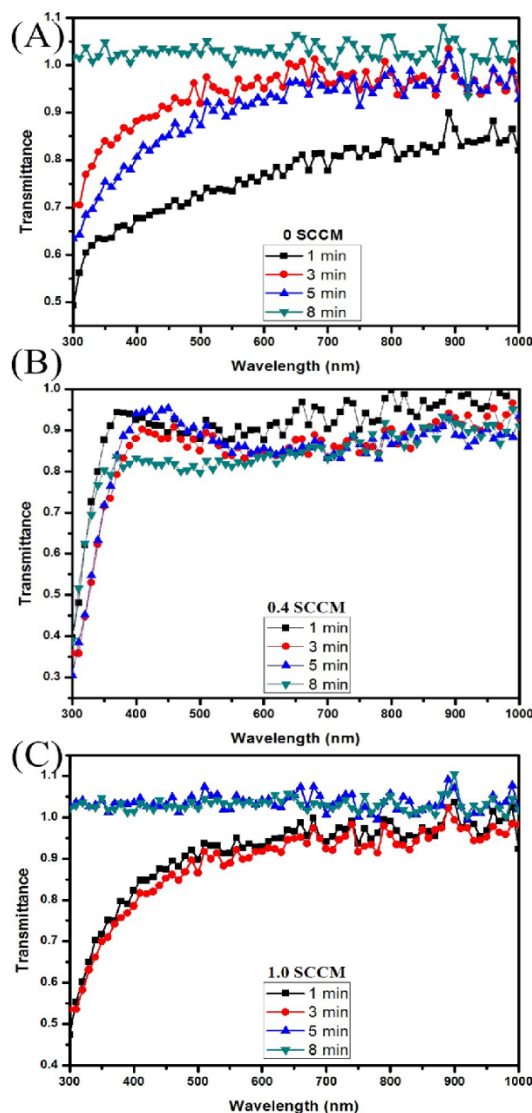 (A)
1.1
1.0
0.9
0.8
0.7
0.6
0.5
Transmittance
0 SCCM
1 min
3 min
5 min
8 min
300 400 500 600 700 800 900 1000
Wavelength (nm)
(B)
1.0
0.9
0.8
0.7
0.6
0.5
0.4
0.3
Transmittance
0.4 SCCM
1 min
3 min
5 min
8 min
300 400 500 600 700 800 900 1000
Wavelength (nm)
(C)
1.1
1.0
0.9
0.8
0.7
0.6
0.5
0.4
Transmittance
1.0 SCCM
1 min
3 min
5 min
8 min
300 400 500 600 700 800 900 1000
Wavelength (nm)